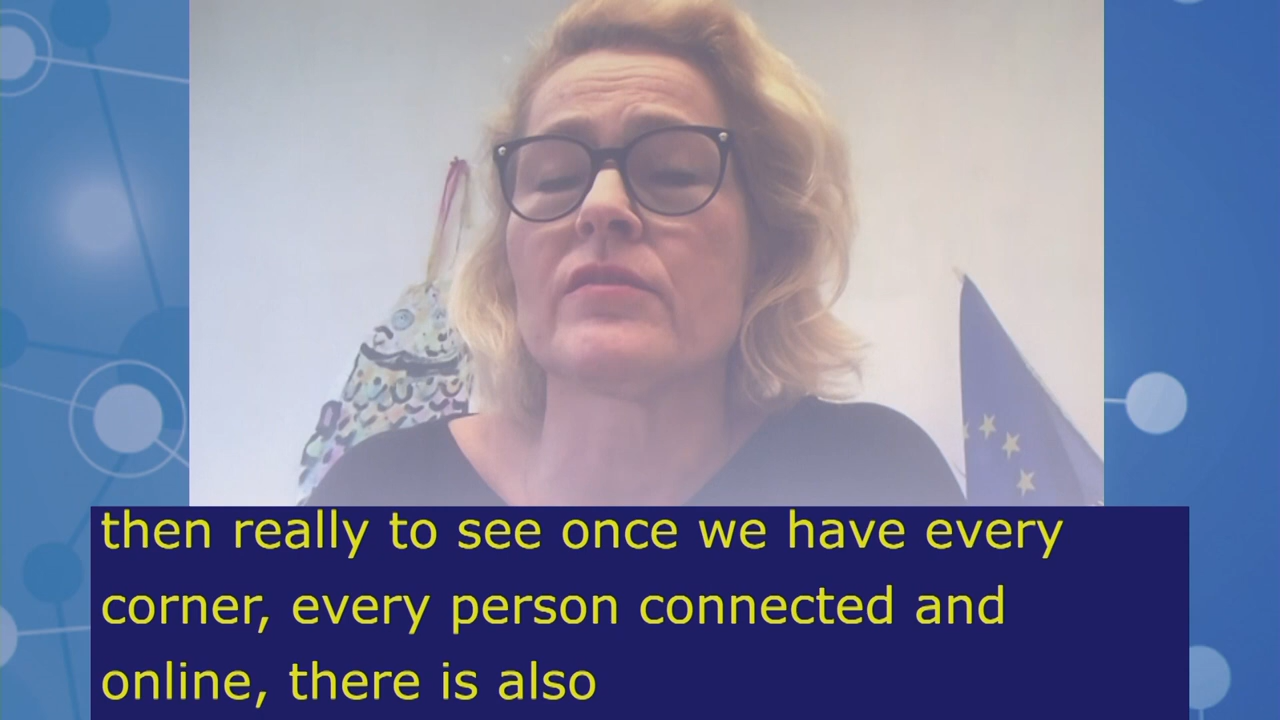 then really to see once we have every
corner, every person connected and
online, there is also